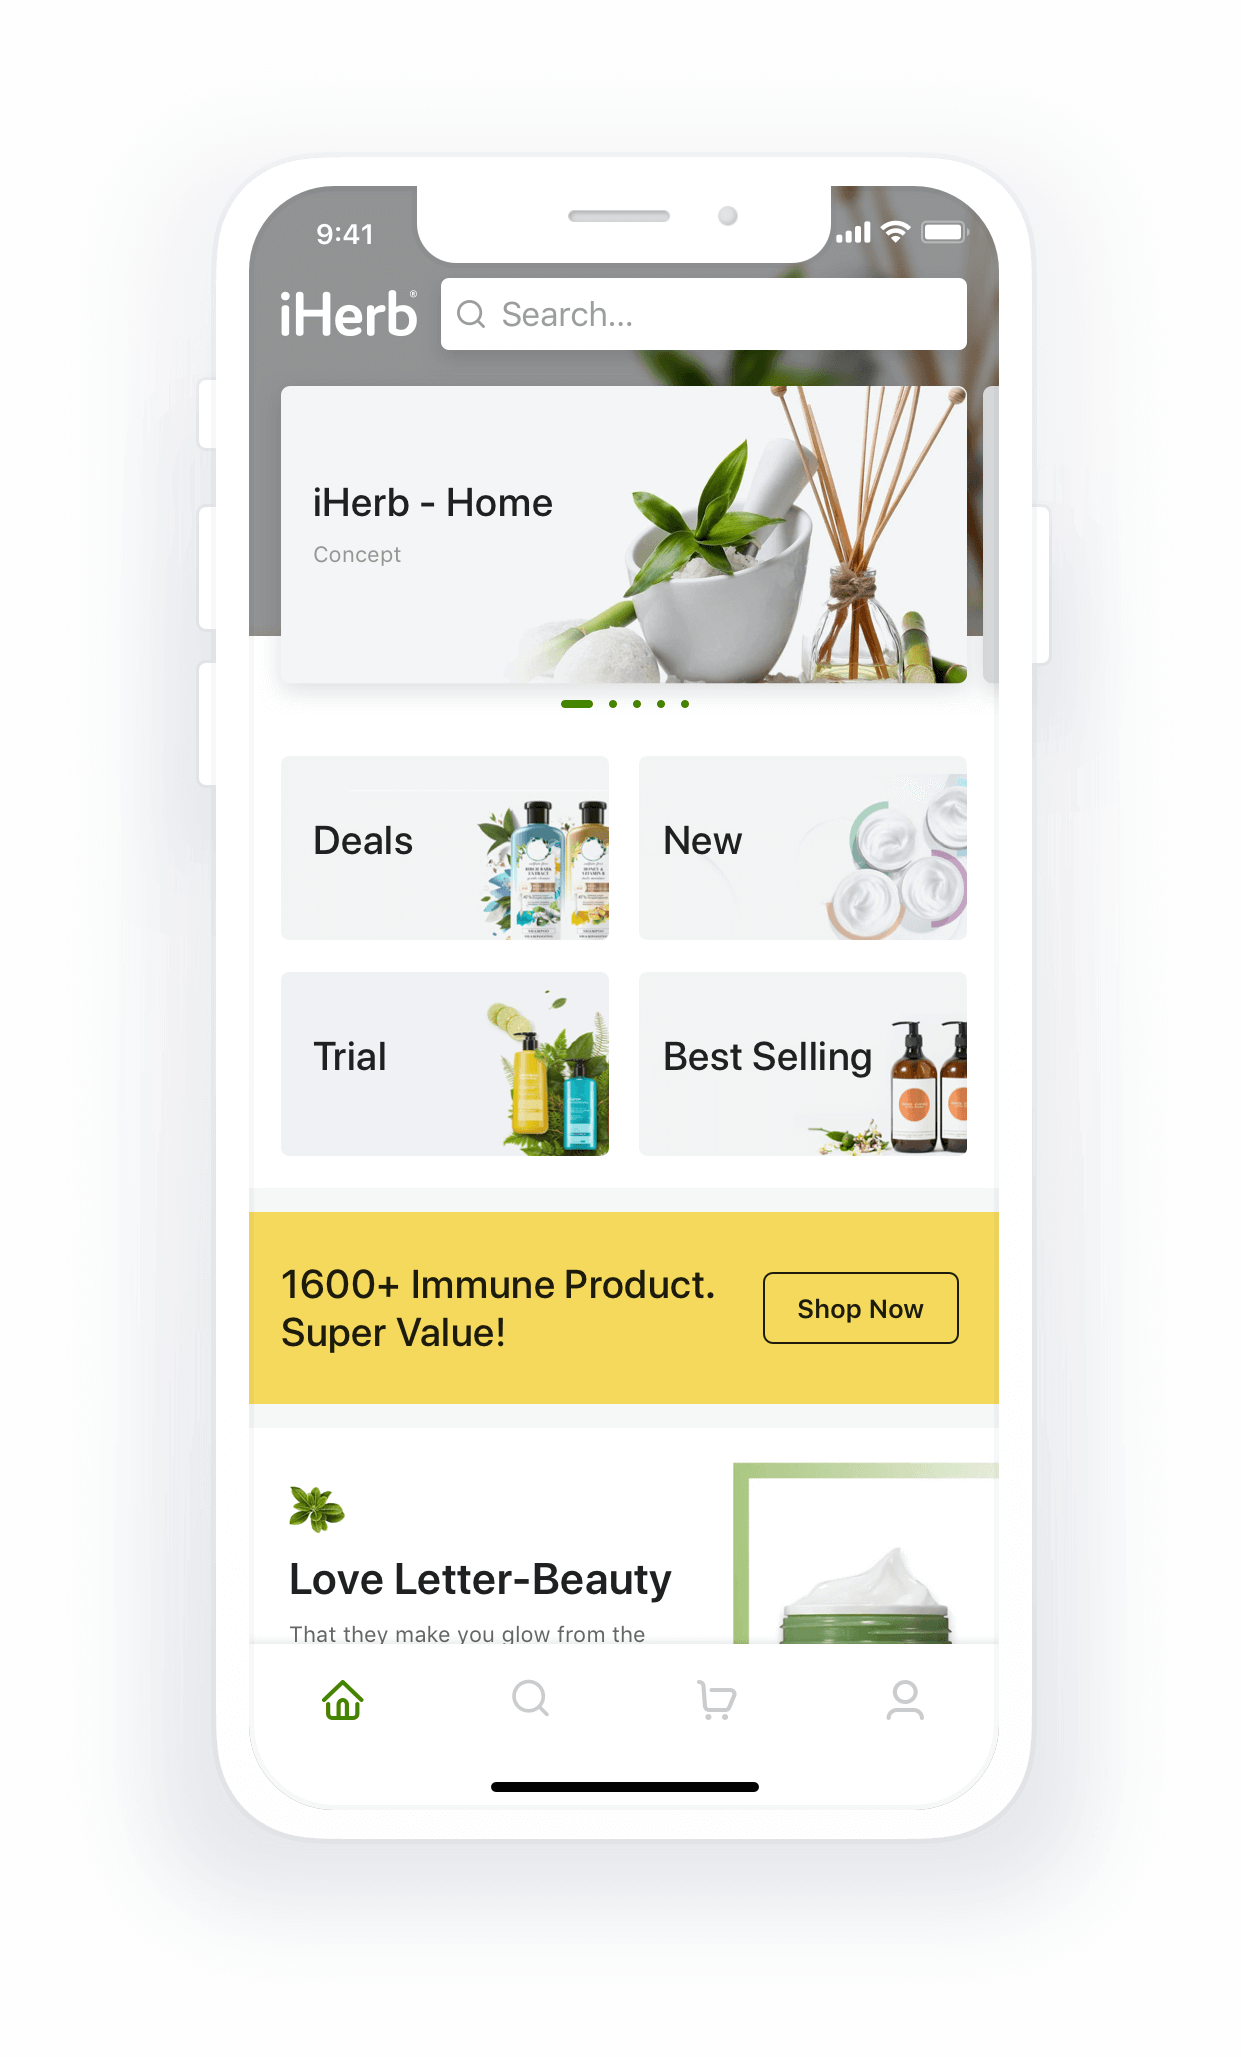 9:41
iHerb®
Search...
iHerb - Home
Concept
Deals
New
Trial
Best Selling
1600+ Immune Product.
Super Value!
Shop Now
Love Letter-Beauty
That they make you glow from the